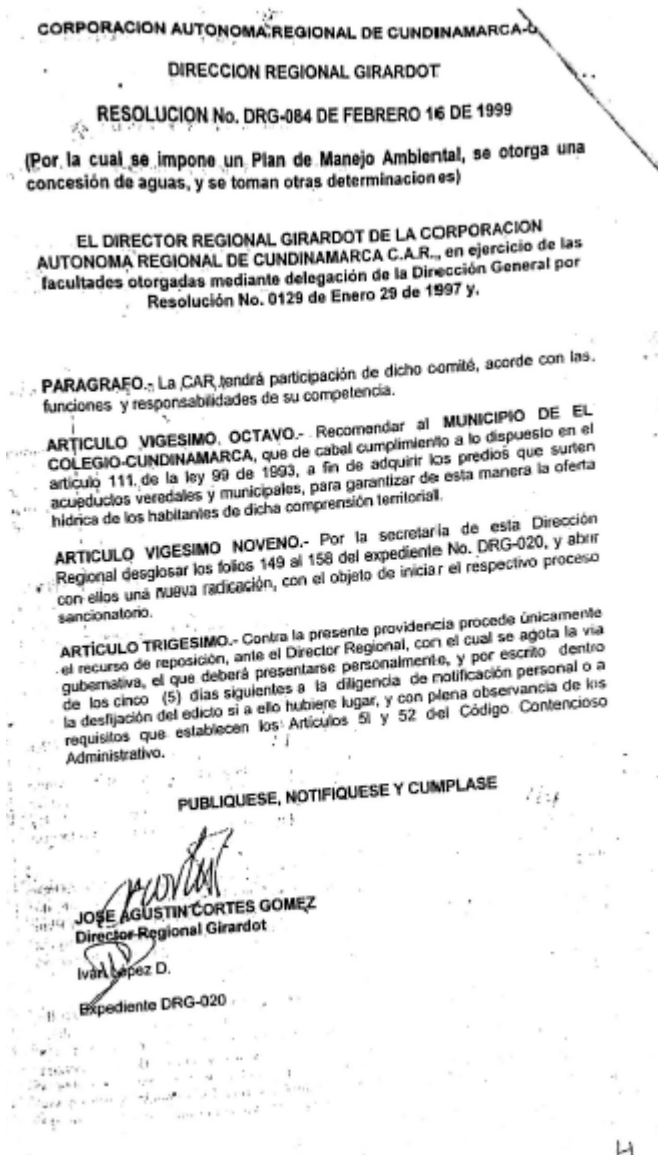 CORPORACION AUTONOMA REGIONAL DE CUNDINAMARCA-
DIRECCION REGIONAL GIRARDOT
RESOLUCION No. DRG-084 DE FEBRERO 16 DE 1999
(Por la cual se impone un Plan de Manejo Ambiental, se otorga una
concesión de aguas, y se toman otras determinaciones)
EL DIRECTOR REGIONAL GIRARDOT DE LA CORPORACION
AUTONOMA REGIONAL DE CUNDINAMARCA C.A.R.., en ejercicio de las
facultades otorgadas mediante delegación de la Dirección General por
Resolución No. 0129 de Enero 29 de 1997 y,
PARAGRAFO.- La CAR tendrá participación de dicho comité, acorde con las
funciones y responsabilidades de su competencia.
ARTICULO VIGESIMO OCTAVO.- Recomendar al MUNICIPIO DE EL
COLEGIO-CUNDINAMARCA, que de cabal cumplimiento a lo dispuesto en el
artículo 111 de la ley 99 de 1993, a fin de adquirir los predios que surten
acueductos veredales y municipales, para garantizar de esta manera la oferta
hídrica de los habitantes de dicha comprensión territorial.
ARTICULO VIGESIMO NOVENO.- Por la secretaría de esta Dirección
Regional desglosar los folios 149 al 158 del expediente No. DRG-020, y abrir
con ellos una nueva radicación, con el objeto de iniciar el respectivo proceso
sancionatorio.
ARTÍCULO TRIGESIMO.- Contra la presente providencia procede únicamente
el recurso de reposición, ante el Director Regional, con el cual se agota la vía
gubernativa, el que deberá presentarse personalmente, y por escrito dentro
de los cinco (5) días siguientes a la diligencia de notificación personal o a
la desfijación del edicto si a ello hubiere lugar, y con plena observancia de los
requisitos que establecen los Artículos 51 y 52 del Código Contencioso
Administrativo.
PUBLIQUESE, NOTIFIQUESE Y CUMPLASE
JOSE AGUSTIN CORTES GOMEZ
Director Regional Girardot
Iván López D.
Expediente DRG-020